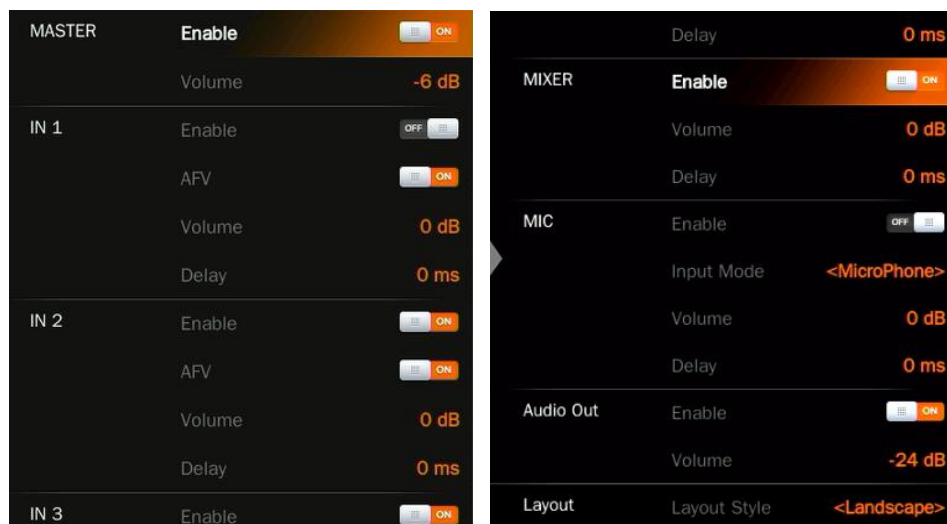 MASTER Enable ON
Volume -6 dB
IN 1 Enable OFF
AFV ON
Volume 0 dB
Delay 0 ms
IN 2 Enable ON
AFV ON
Volume 0 dB
Delay 0 ms
IN 3 Enable ON
Delay 0 ms
MIXER Enable ON
Volume 0 dB
Delay 0 ms
MIC Enable OFF
Input Mode <MicroPhone>
Volume 0 dB
Delay 0 ms
Audio Out Enable ON
Volume -24 dB
Layout Layout Style <Landscape>